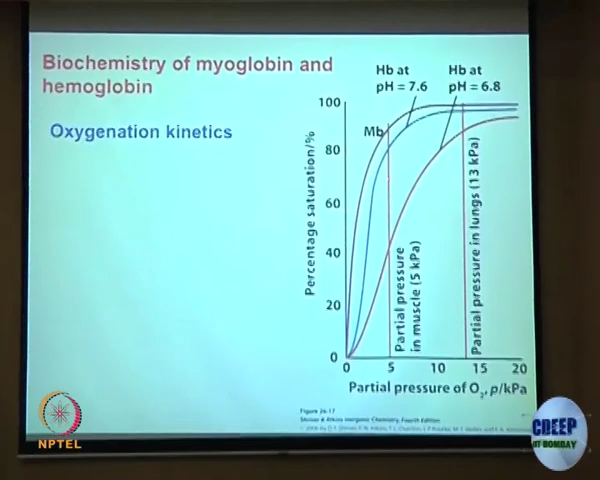 Biochemistry of myoglobin and
hemoglobin
Oxygenation kinetics
Hb at
pH = 7.6
Hb at
pH = 6.8
Mb
100
80
60
40
20
0
Percentage saturation/%
Partial pressure
in muscle (5 kPa)
Partial pressure in lungs (13 kPa)
0 5 10 15 20
Partial pressure of O2, p/kPa
Figure 26-17
Shriver & Atkins Inorganic Chemistry, Fourth Edition
NPTEL
CDEEP
IIT BOMBAY